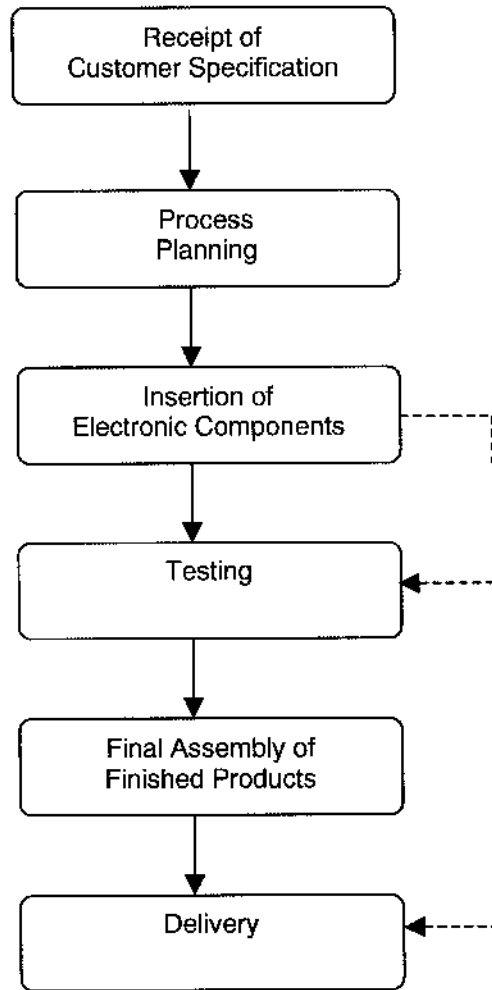 Receipt of
Customer Specification
Process
Planning
Insertion of
Electronic Components
Testing
Final Assembly of
Finished Products
Delivery